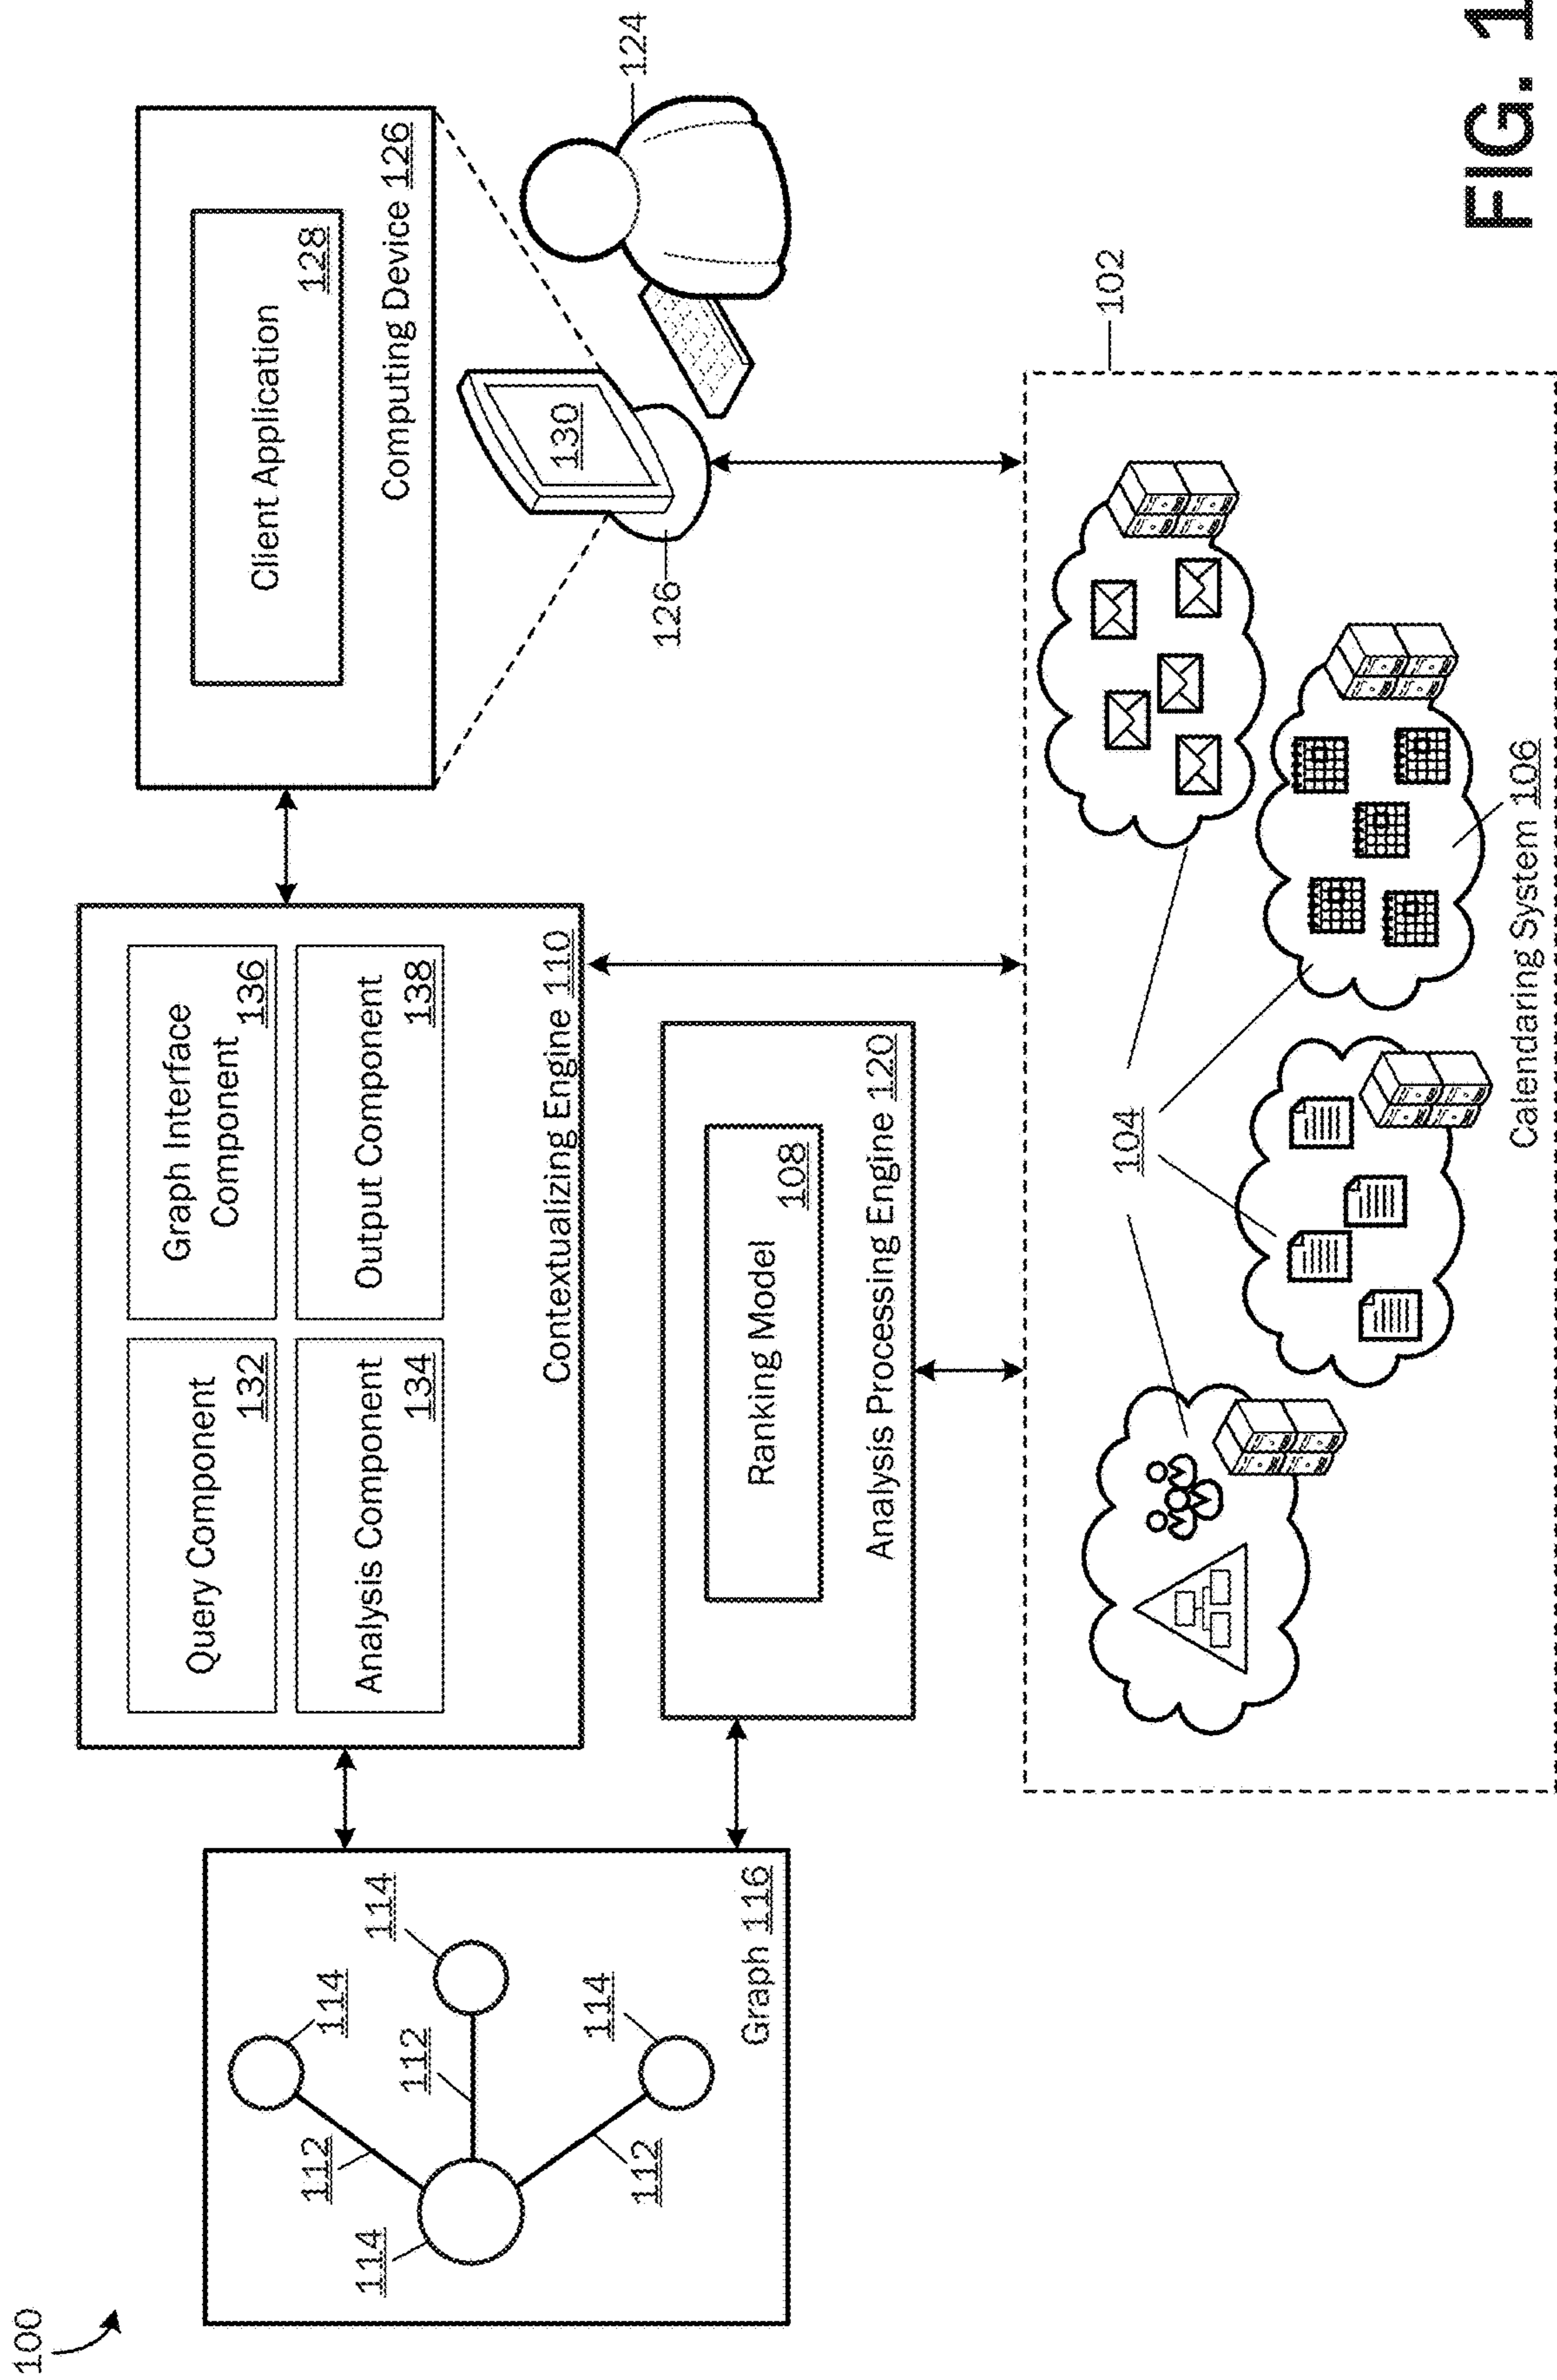 100
114
112
114
112
114
112
114
Graph 116
Query Component
132
Graph Interface
Component
136
Analysis Component
134
Output Component
138
Contextualizing Engine 110
Client Application
128
Computing Device 126
130
126
124
Ranking Model
108
Analysis Processing Engine 120
102
104
Calendaring System 106
FIG. 1